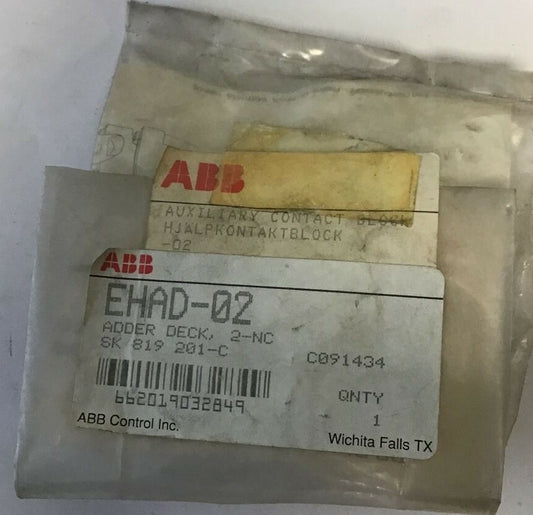 ABB
AUXILIARY CONTACT BLOCK
HJALPKONTAKTBLOCK
-02
ABB
EHAD-02
ADDER DECK, 2-NC
SK 819 201-C
C091434
QNTY
1
662019032849
ABB Control Inc.
Wichita Falls TX